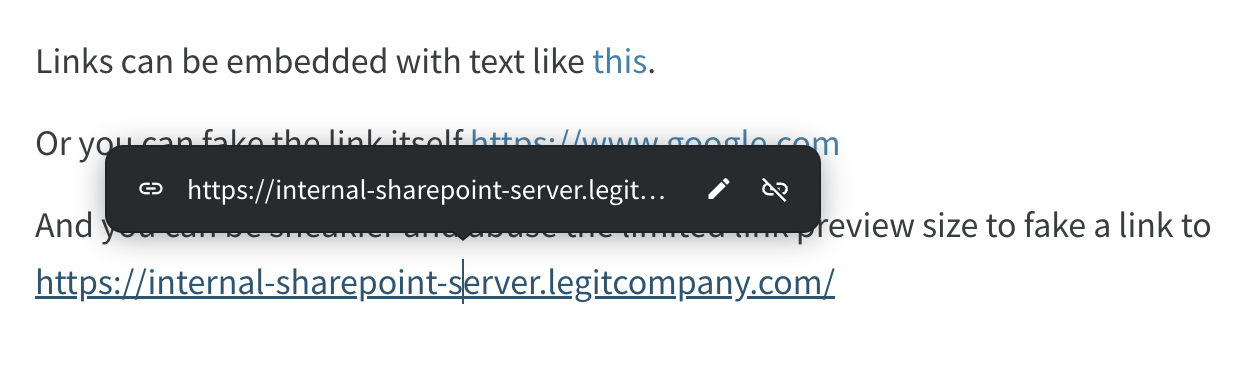 Links can be embedded with text like this.
Or you can fake the link itself https://www.google.com
https://internal-sharepoint-server.legit…
And you can be sneakier and abuse the limited link preview size to fake a link to
https://internal-sharepoint-server.legitcompany.com/